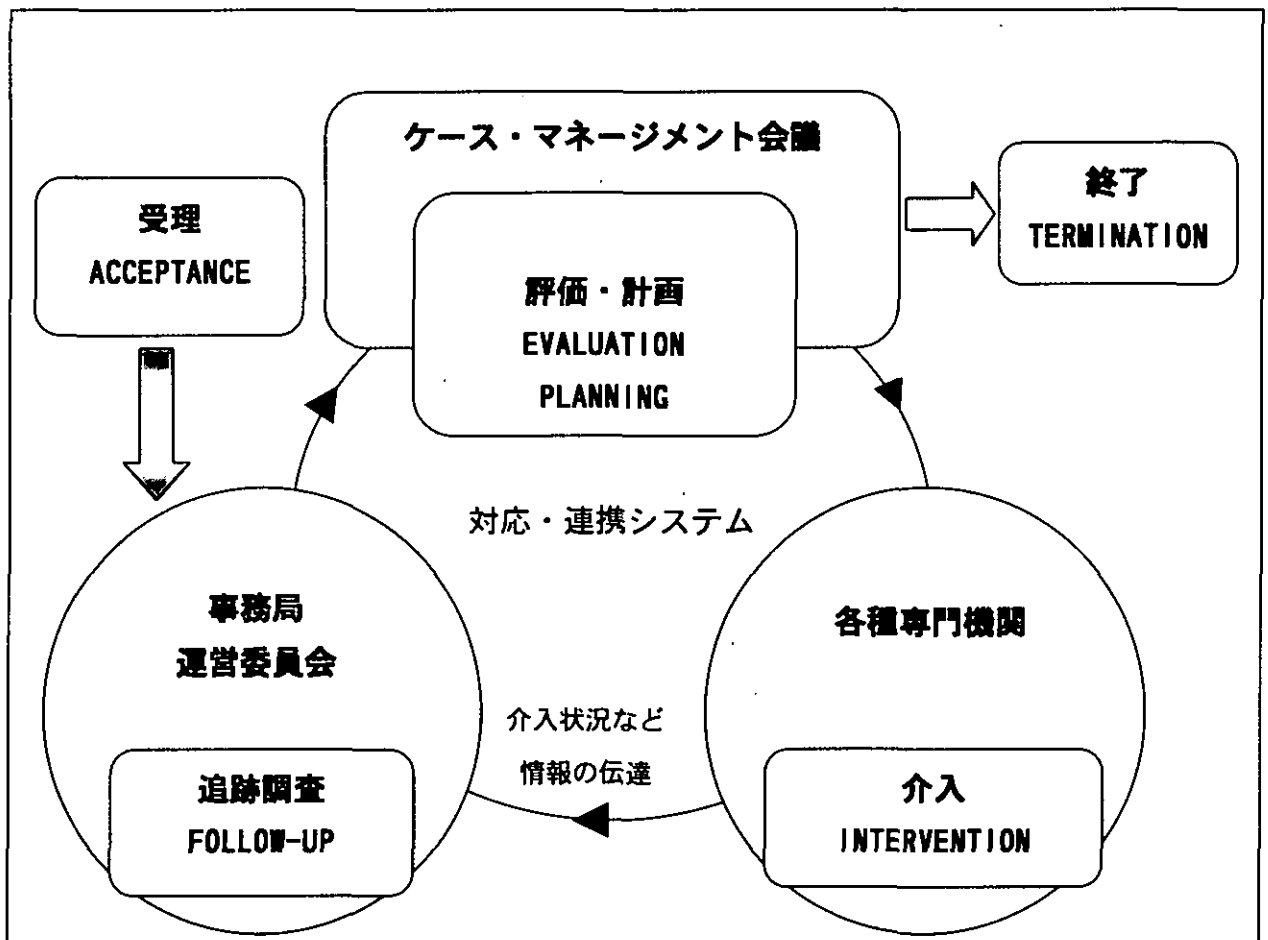 ケース・マネージメント会議
受理
ACCEPTANCE
終了
TERMINATION
評価・計画
EVALUATION
PLANNING
対応・連携システム
事務局
運営委員会
各種専門機関
介入状況など
情報の伝達
追跡調査
FOLLOW-UP
介入
INTERVENTION